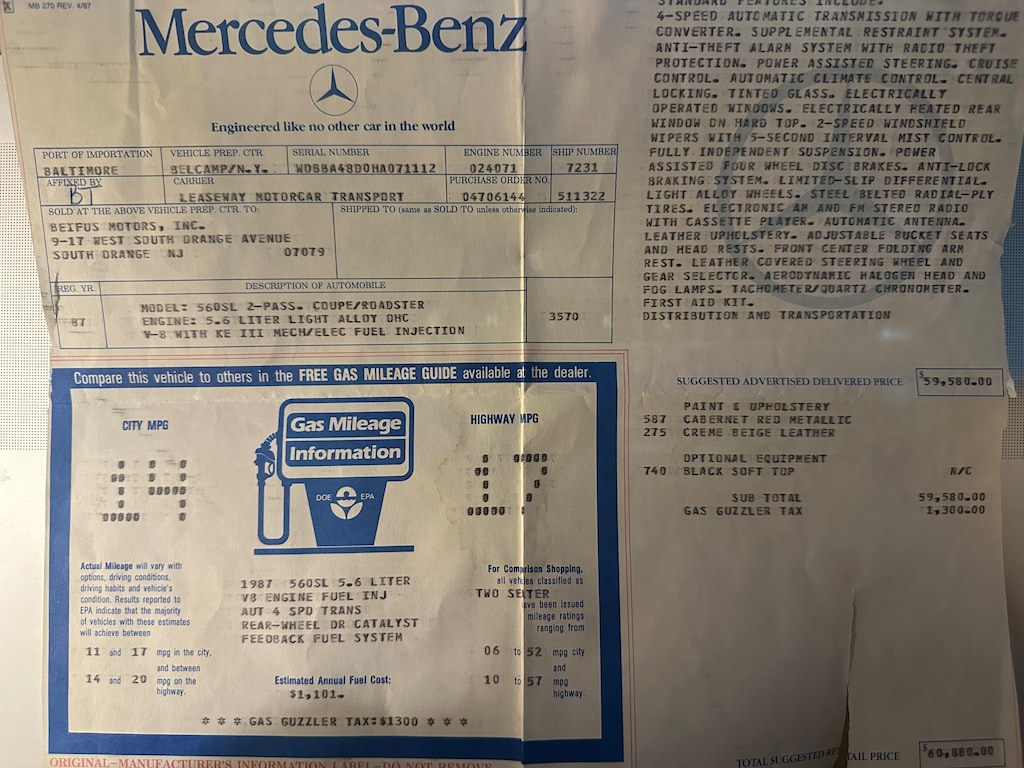 MB 270 REV. 4/87
Mercedes-Benz
Engineered like no other car in the world
PORT OF IMPORTATION VEHICLE PREP. CTR. SERIAL NUMBER ENGINE NUMBER SHIP NUMBER
BALTIMORE BELCAMP/N.Y. WDBBA48D0HA071112 024071 7231
AFFIXED BY CARRIER PURCHASE ORDER NO.
LEASEWAY MOTORCAR TRANSPORT 04706144 511322
SOLD AT THE ABOVE VEHICLE PREP. CTR. TO: SHIPPED TO (same as SOLD TO unless otherwise indicated):
BEIFUS MOTORS, INC.
9-17 WEST SOUTH ORANGE AVENUE
SOUTH ORANGE NJ 07079
REG. YR. DESCRIPTION OF AUTOMOBILE
MODEL: 560SL 2-PASS. COUPE/ROADSTER
87 ENGINE: 5.6 LITER LIGHT ALLOY OHC 3570
V-8 WITH KE III MECH/ELEC FUEL INJECTION
Compare this vehicle to others in the FREE GAS MILEAGE GUIDE available at the dealer.
CITY MPG
14
Gas Mileage
Information
DOE EPA
HIGHWAY MPG
17
Actual Mileage will vary with
options, driving conditions,
driving habits and vehicle's
condition. Results reported to
EPA indicate that the majority
of vehicles with these estimates
will achieve between
11 and 17 mpg in the city,
and between
14 and 20 mpg on the
highway.
1987 560SL 5.6 LITER
V8 ENGINE FUEL INJ
AUT 4 SPD TRANS
REAR-WHEEL DR CATALYST
FEEDBACK FUEL SYSTEM
Estimated Annual Fuel Cost:
$1,101.
* * * GAS GUZZLER TAX:$1300 * * *
For Comparison Shopping,
all vehicles classified as
TWO SEATER
have been issued
mileage ratings
ranging from
06 to 52 mpg city
and
10 to 57 mpg
highway.
ORIGINAL-MANUFACTURER'S INFORMATION LABEL-DO NOT REMOVE
STANDARD FEATURES INCLUDE:
4-SPEED AUTOMATIC TRANSMISSION WITH TORQUE
CONVERTER. SUPPLEMENTAL RESTRAINT SYSTEM.
ANTI-THEFT ALARM SYSTEM WITH RADIO THEFT
PROTECTION. POWER ASSISTED STEERING. CRUISE
CONTROL. AUTOMATIC CLIMATE CONTROL. CENTRAL
LOCKING. TINTED GLASS. ELECTRICALLY
OPERATED WINDOWS. ELECTRICALLY HEATED REAR
WINDOW ON HARD TOP. 2-SPEED WINDSHIELD
WIPERS WITH 5-SECOND INTERVAL MIST CONTROL.
FULLY INDEPENDENT SUSPENSION. POWER
ASSISTED FOUR WHEEL DISC BRAKES. ANTI-LOCK
BRAKING SYSTEM. LIMITED-SLIP DIFFERENTIAL.
LIGHT ALLOY WHEELS. STEEL BELTED RADIAL-PLY
TIRES. ELECTRONIC AM AND FM STEREO RADIO
WITH CASSETTE PLAYER. AUTOMATIC ANTENNA.
LEATHER UPHOLSTERY. ADJUSTABLE BUCKET SEATS
AND HEAD RESTS. FRONT CENTER FOLDING ARM
REST. LEATHER COVERED STEERING WHEEL AND
GEAR SELECTOR. AERODYNAMIC HALOGEN HEAD AND
FOG LAMPS. TACHOMETER/QUARTZ CHRONOMETER.
FIRST AID KIT.
DISTRIBUTION AND TRANSPORTATION
SUGGESTED ADVERTISED DELIVERED PRICE $59,580.00
PAINT & UPHOLSTERY
587 CABERNET RED METALLIC
275 CREME BEIGE LEATHER
OPTIONAL EQUIPMENT
740 BLACK SOFT TOP N/C
SUB TOTAL 59,580.00
GAS GUZZLER TAX 1,300.00
TOTAL SUGGESTED RETAIL PRICE $60,880.00